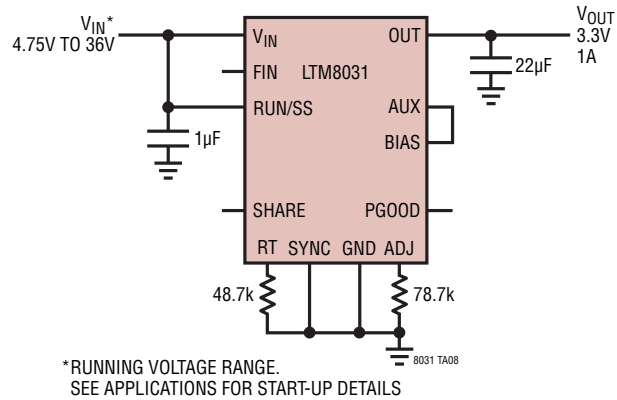 VIN*
4.75V TO 36V
VIN
OUT
VOUT
3.3V
1A
FIN
LTM8031
22µF
RUN/SS
AUX
1µF
BIAS
SHARE
PGOOD
RT
SYNC
GND
ADJ
48.7k
78.7k
8031 TA08
*RUNNING VOLTAGE RANGE.
SEE APPLICATIONS FOR START-UP DETAILS